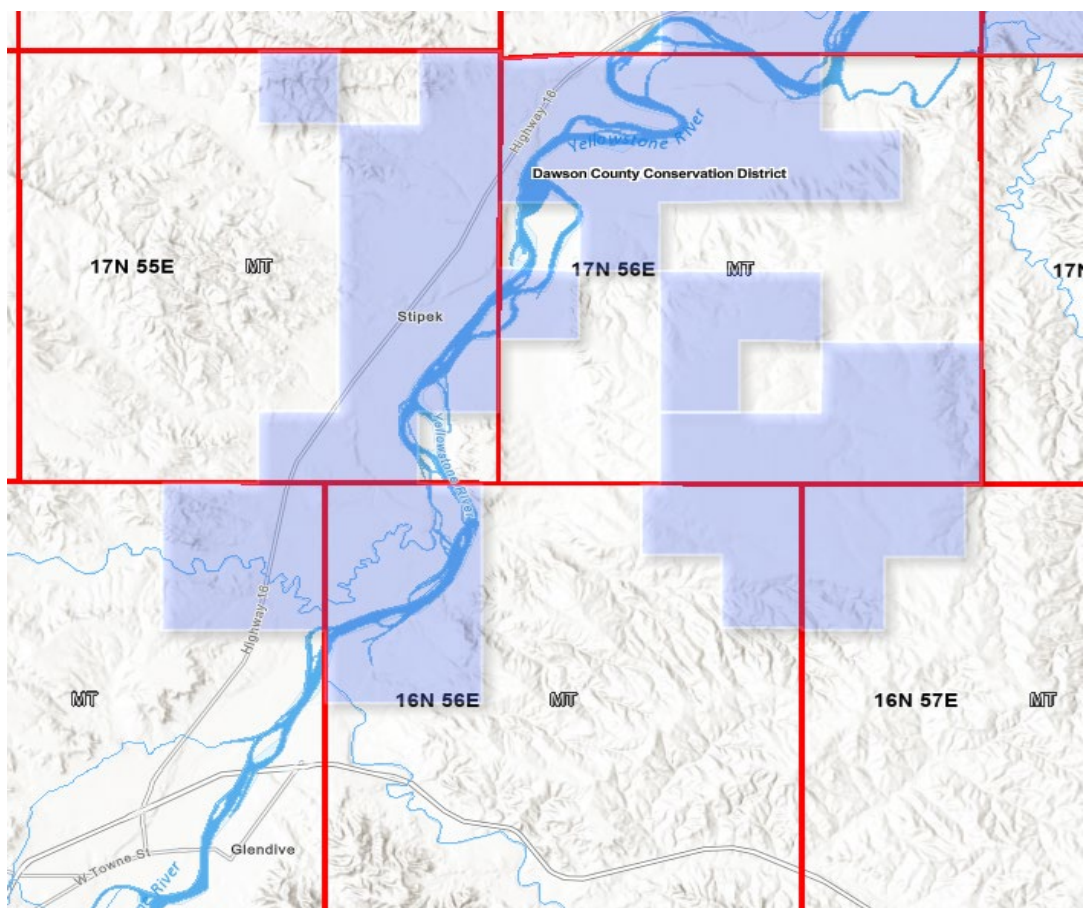 Highway 16
Yellowstone River
Dawson County Conservation District
17N 55E
MT
17N 56E
MT
17N
Stipek
Yellowstone River
Highway 16
MT
16N 56E
MT
16N 57E
MT
Glendive
W Towne St
River